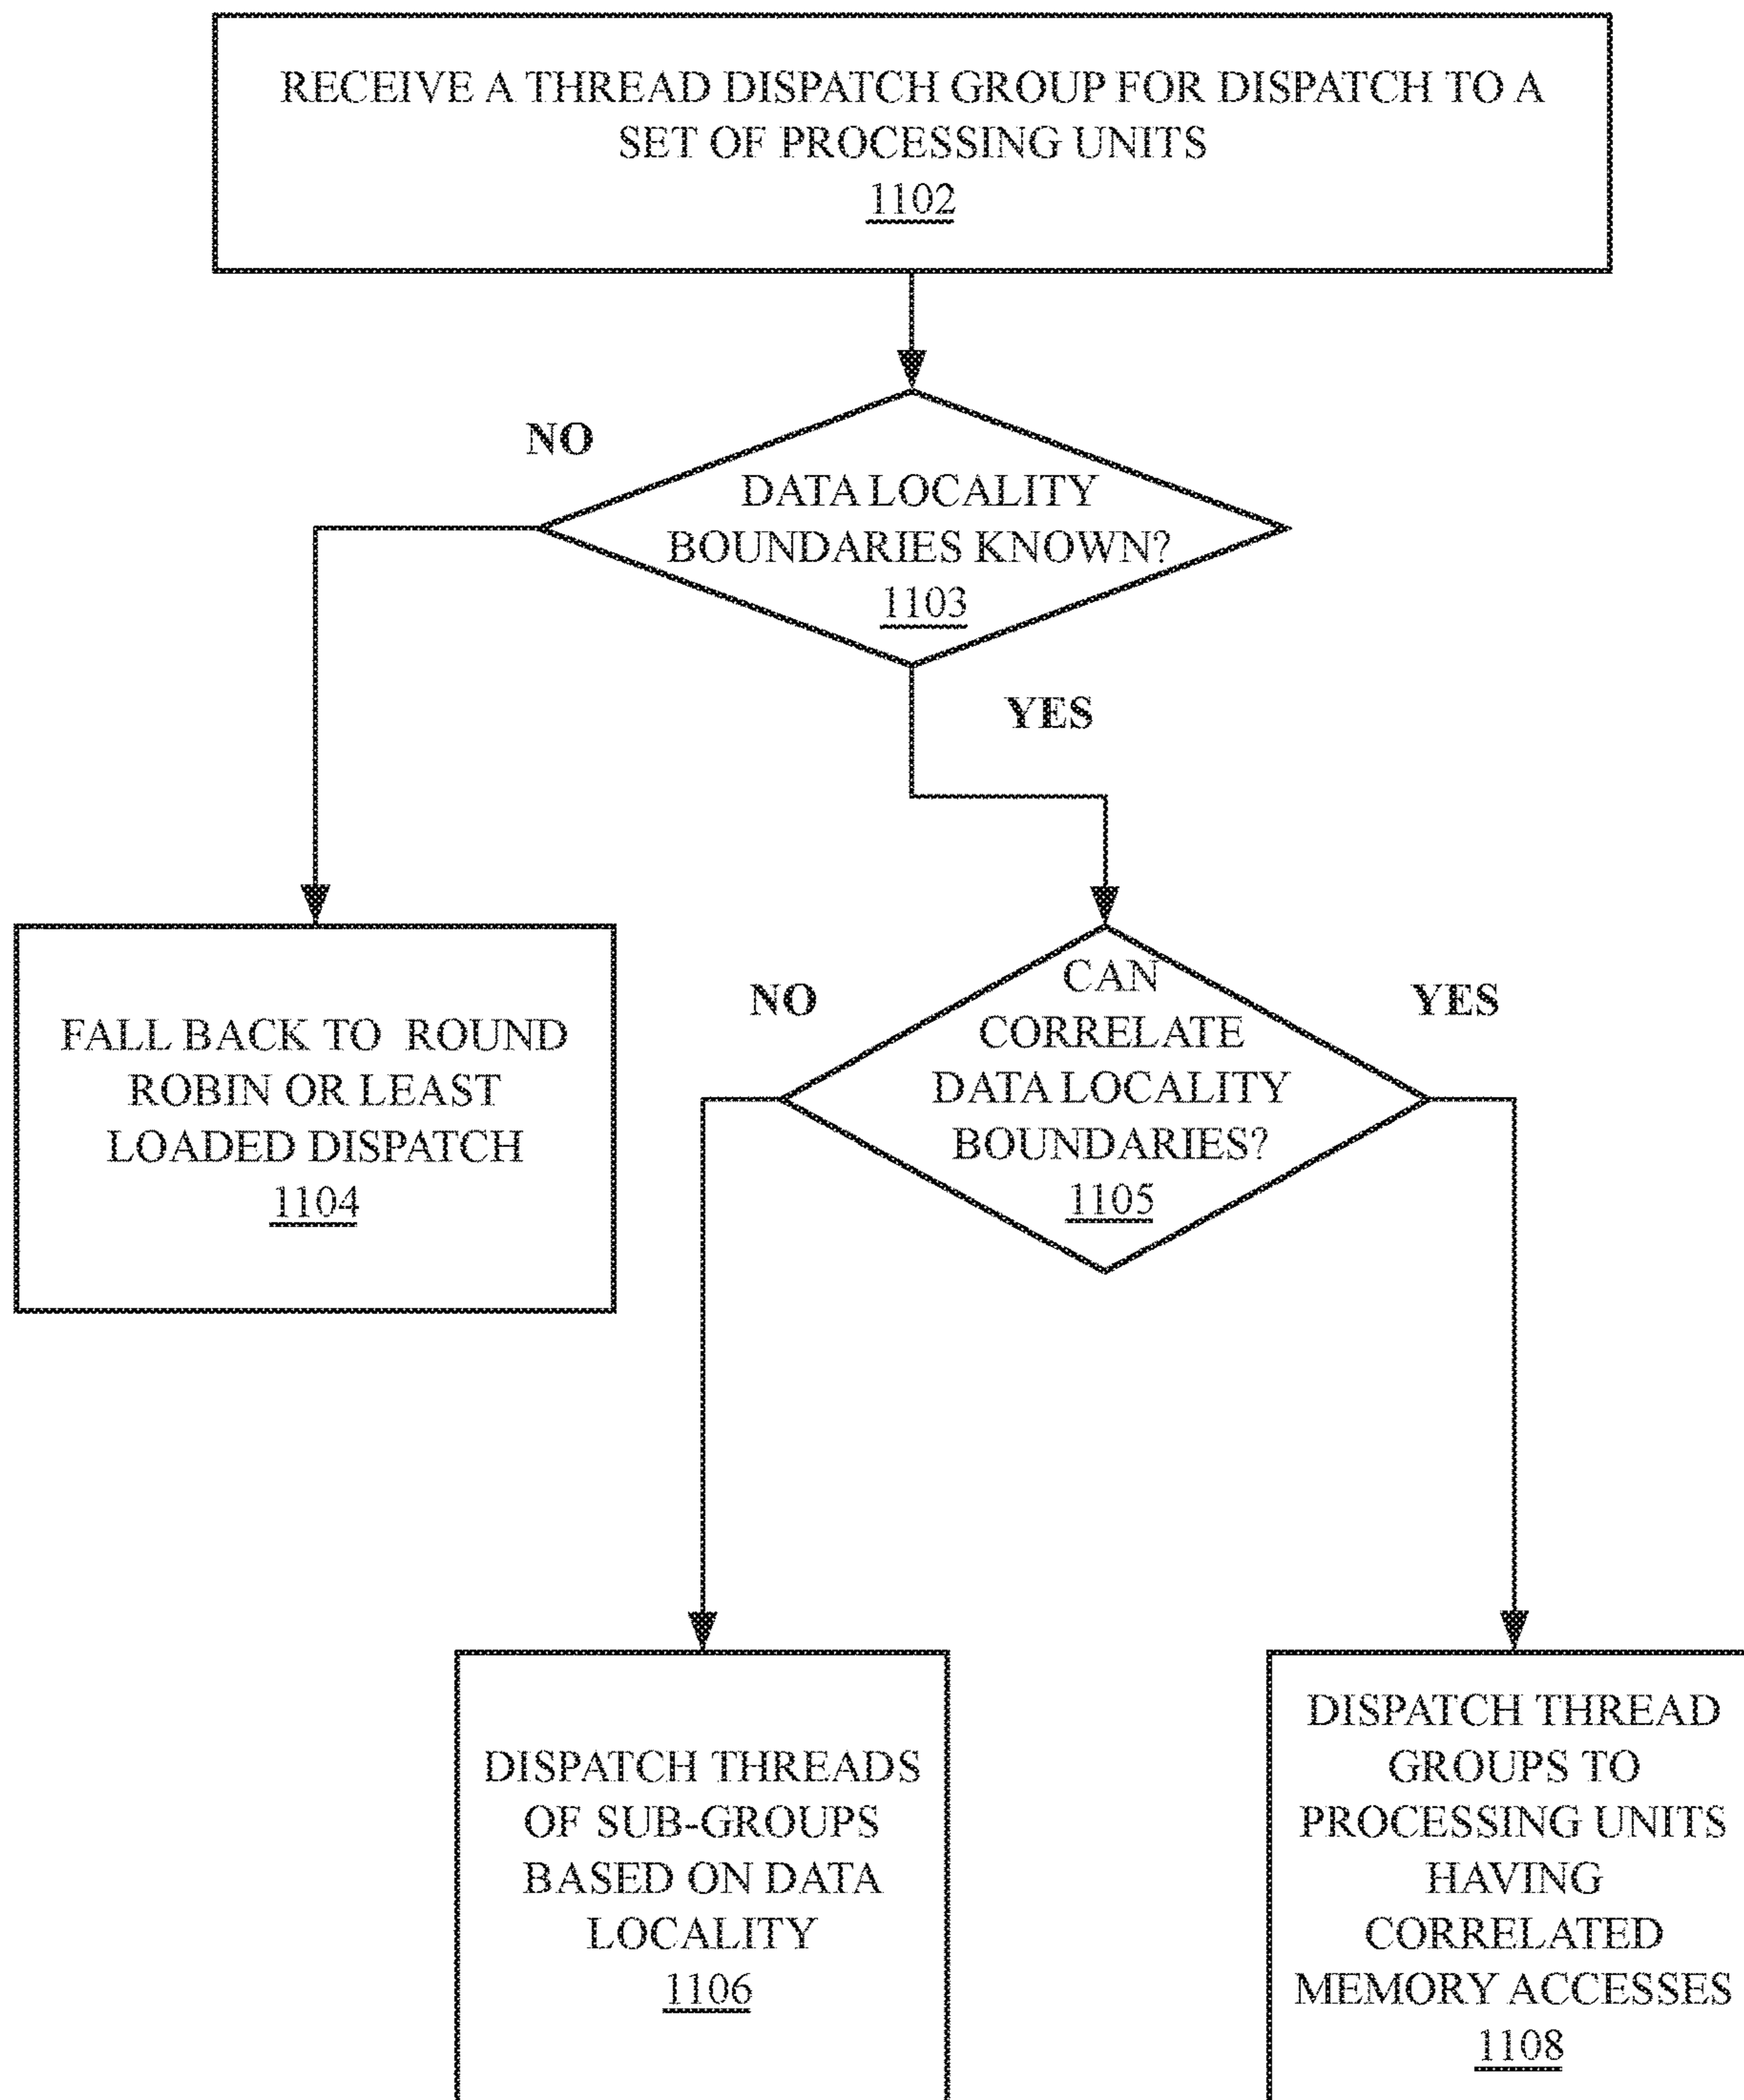 RECEIVE A THREAD DISPATCH GROUP FOR DISPATCH TO A
SET OF PROCESSING UNITS
1102
NO
DATA LOCALITY
BOUNDARIES KNOWN?
1103
YES
FALL BACK TO ROUND
ROBIN OR LEAST
LOADED DISPATCH
1104
NO
CAN
CORRELATE
DATA LOCALITY
BOUNDARIES?
1105
YES
DISPATCH THREADS
OF SUB-GROUPS
BASED ON DATA
LOCALITY
1106
DISPATCH THREAD
GROUPS TO
PROCESSING UNITS
HAVING
CORRELATED
MEMORY ACCESSES
1108